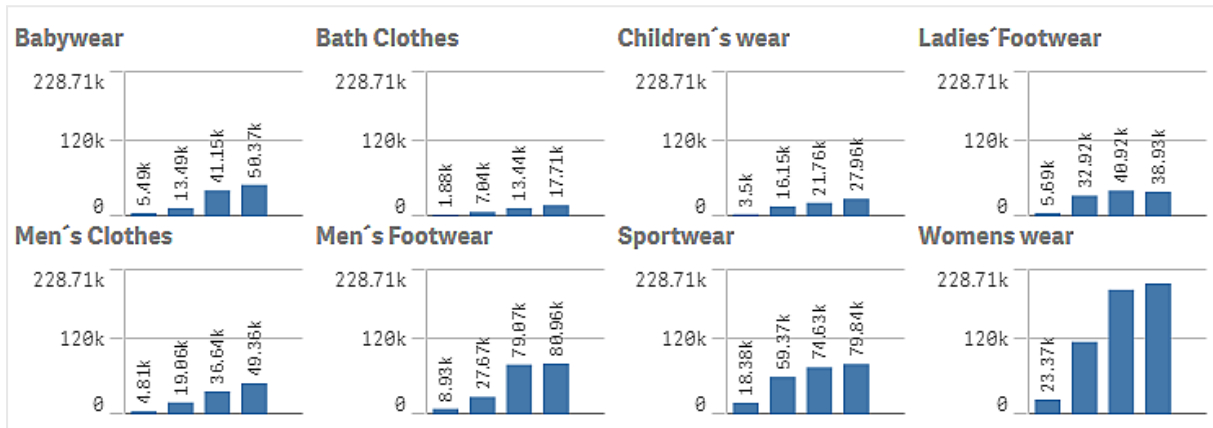 Babywear
228.71k
120k
0
5.49k
13.49k
41.15k
50.37k
Bath Clothes
228.71k
120k
0
1.88k
7.04k
13.44k
17.71k
Children´s wear
228.71k
120k
0
3.5k
16.15k
21.76k
27.96k
Ladies´Footwear
228.71k
120k
0
5.69k
32.92k
40.92k
38.93k
Men´s Clothes
228.71k
120k
0
4.81k
19.06k
36.64k
49.36k
Men´s Footwear
228.71k
120k
0
8.93k
27.67k
79.07k
80.96k
Sportwear
228.71k
120k
0
18.38k
59.37k
74.63k
79.84k
Womens wear
228.71k
120k
0
23.37k